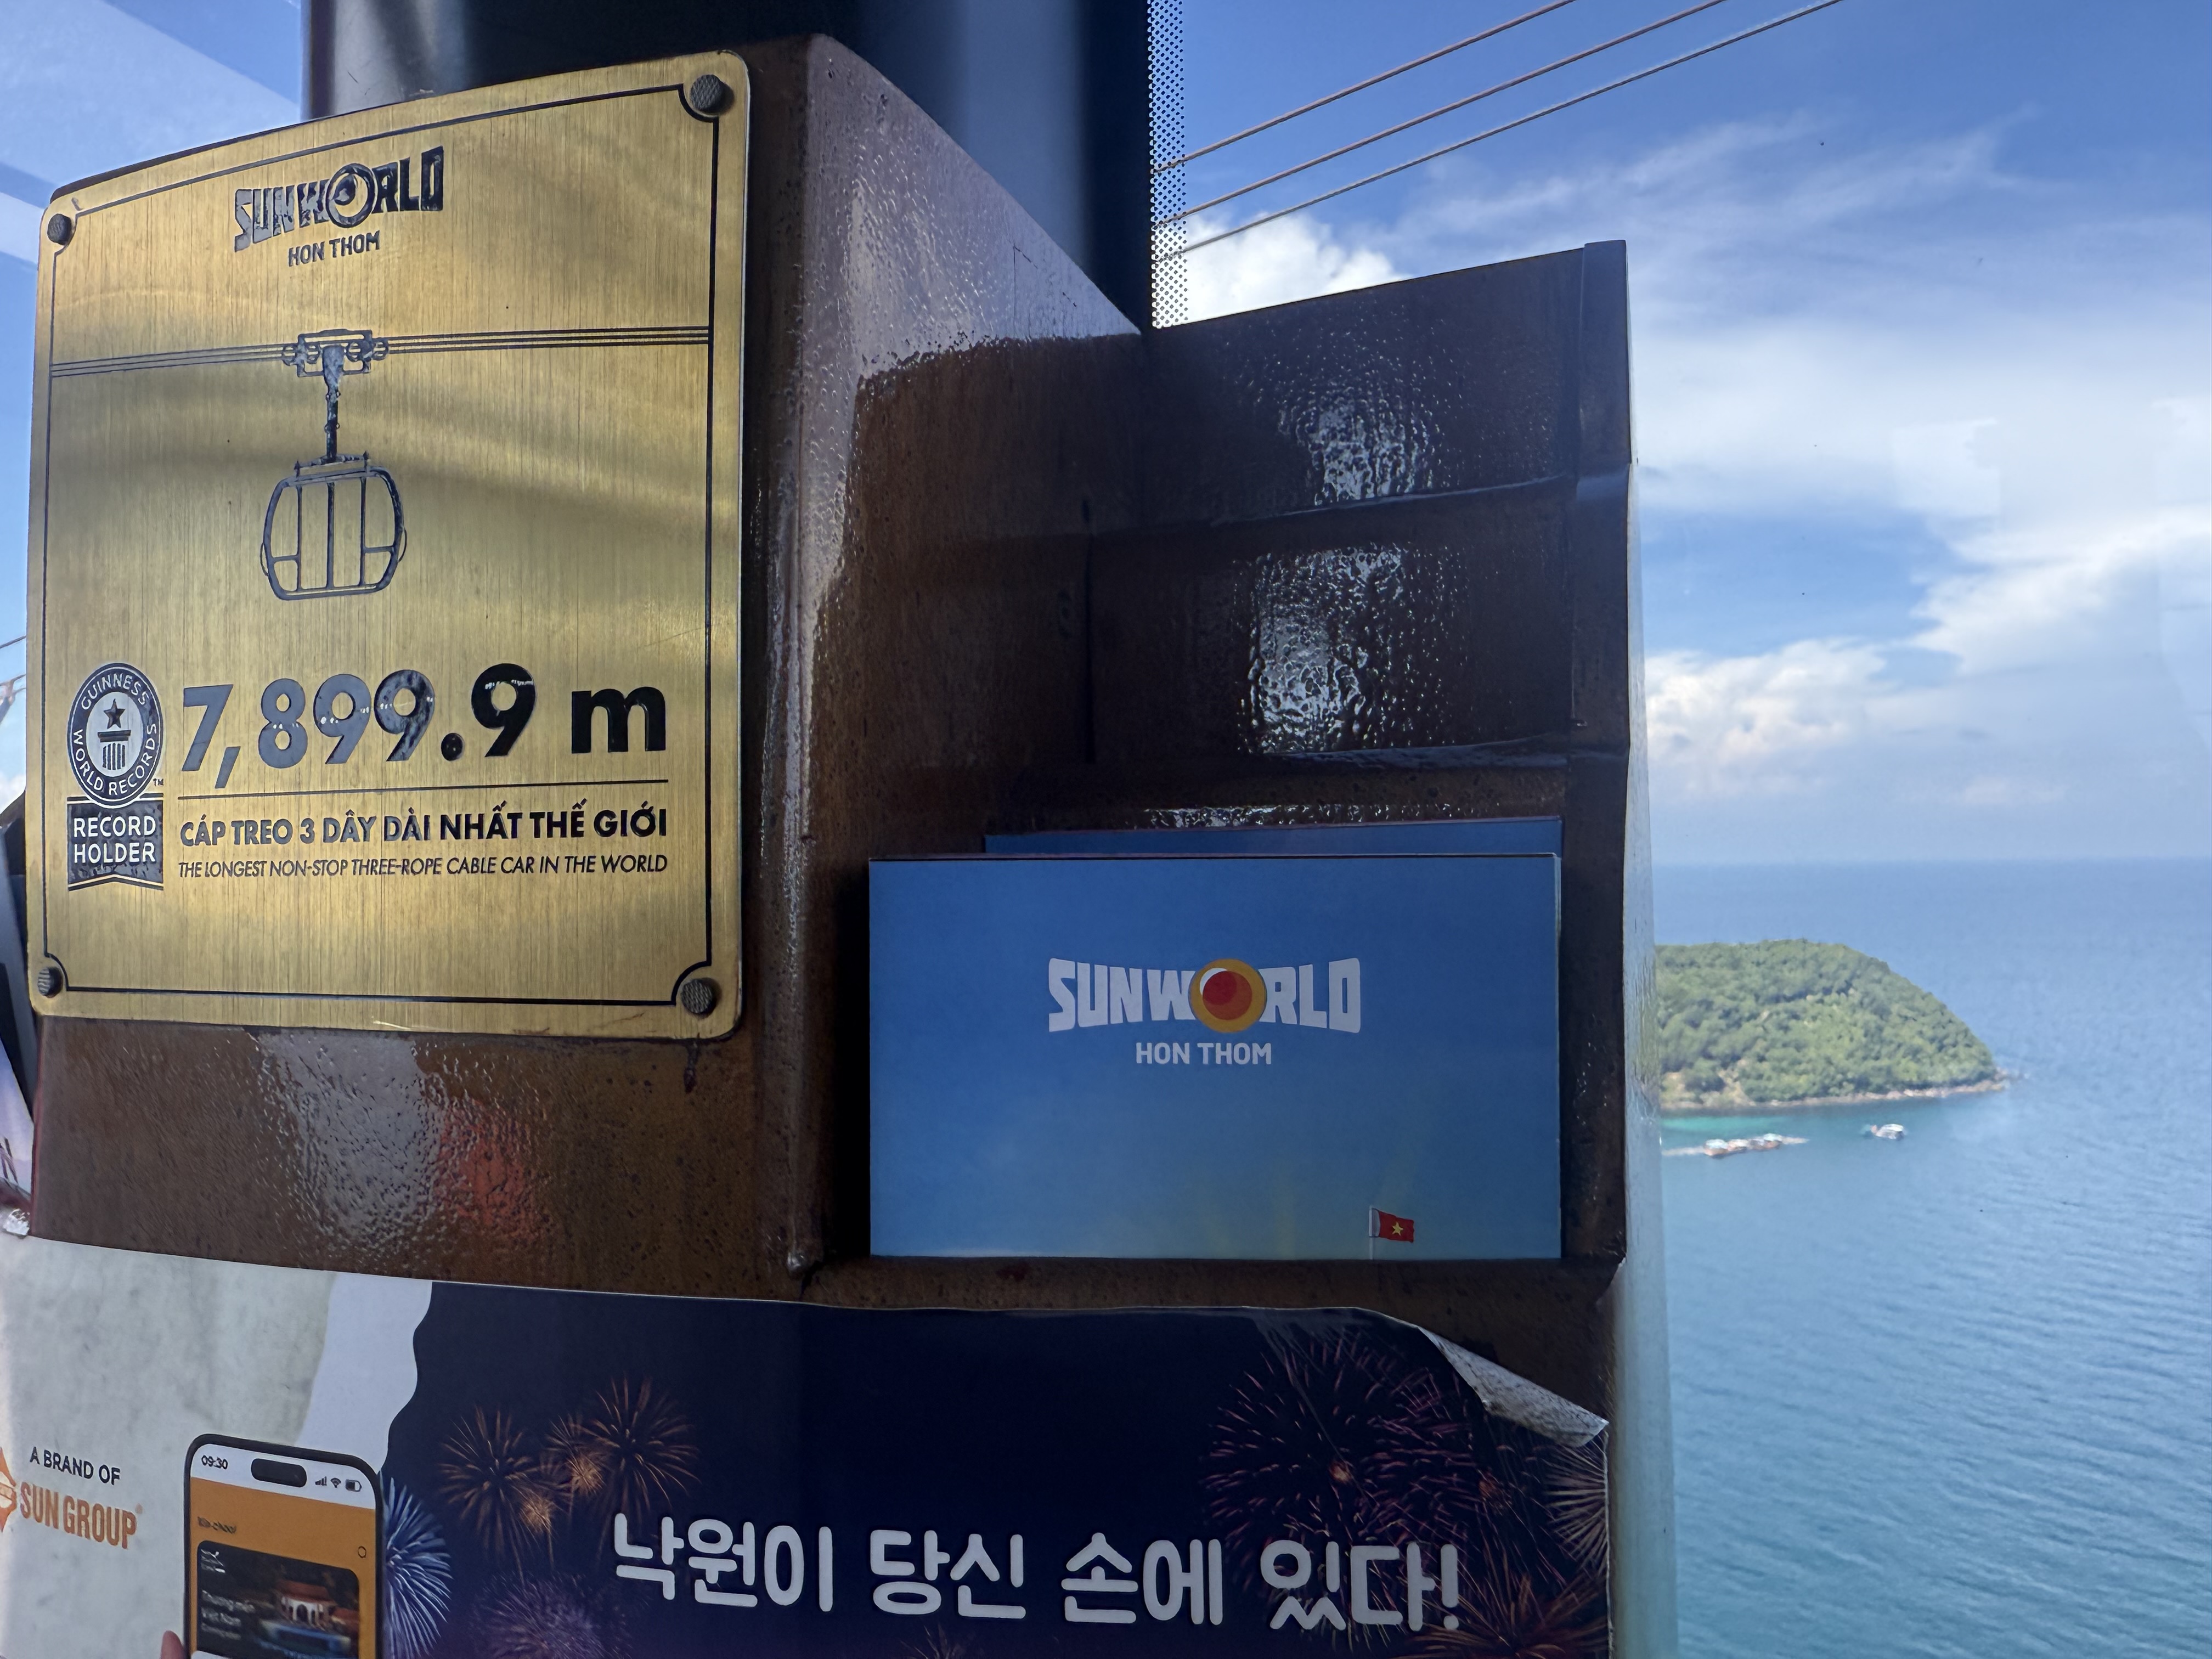 SUNWORLD
HON THOM
GUINNESS
WORLD RECORDS
TM
RECORD
HOLDER
7,899.9 m
CÁP TREO 3 DÂY DÀI NHẤT THẾ GIỚI
THE LONGEST NON-STOP THREE-ROPE CABLE CAR IN THE WORLD
SUNWORLD
HON THOM
A BRAND OF
SUN GROUP®
09:30
낙원이 당신 손에 있다!